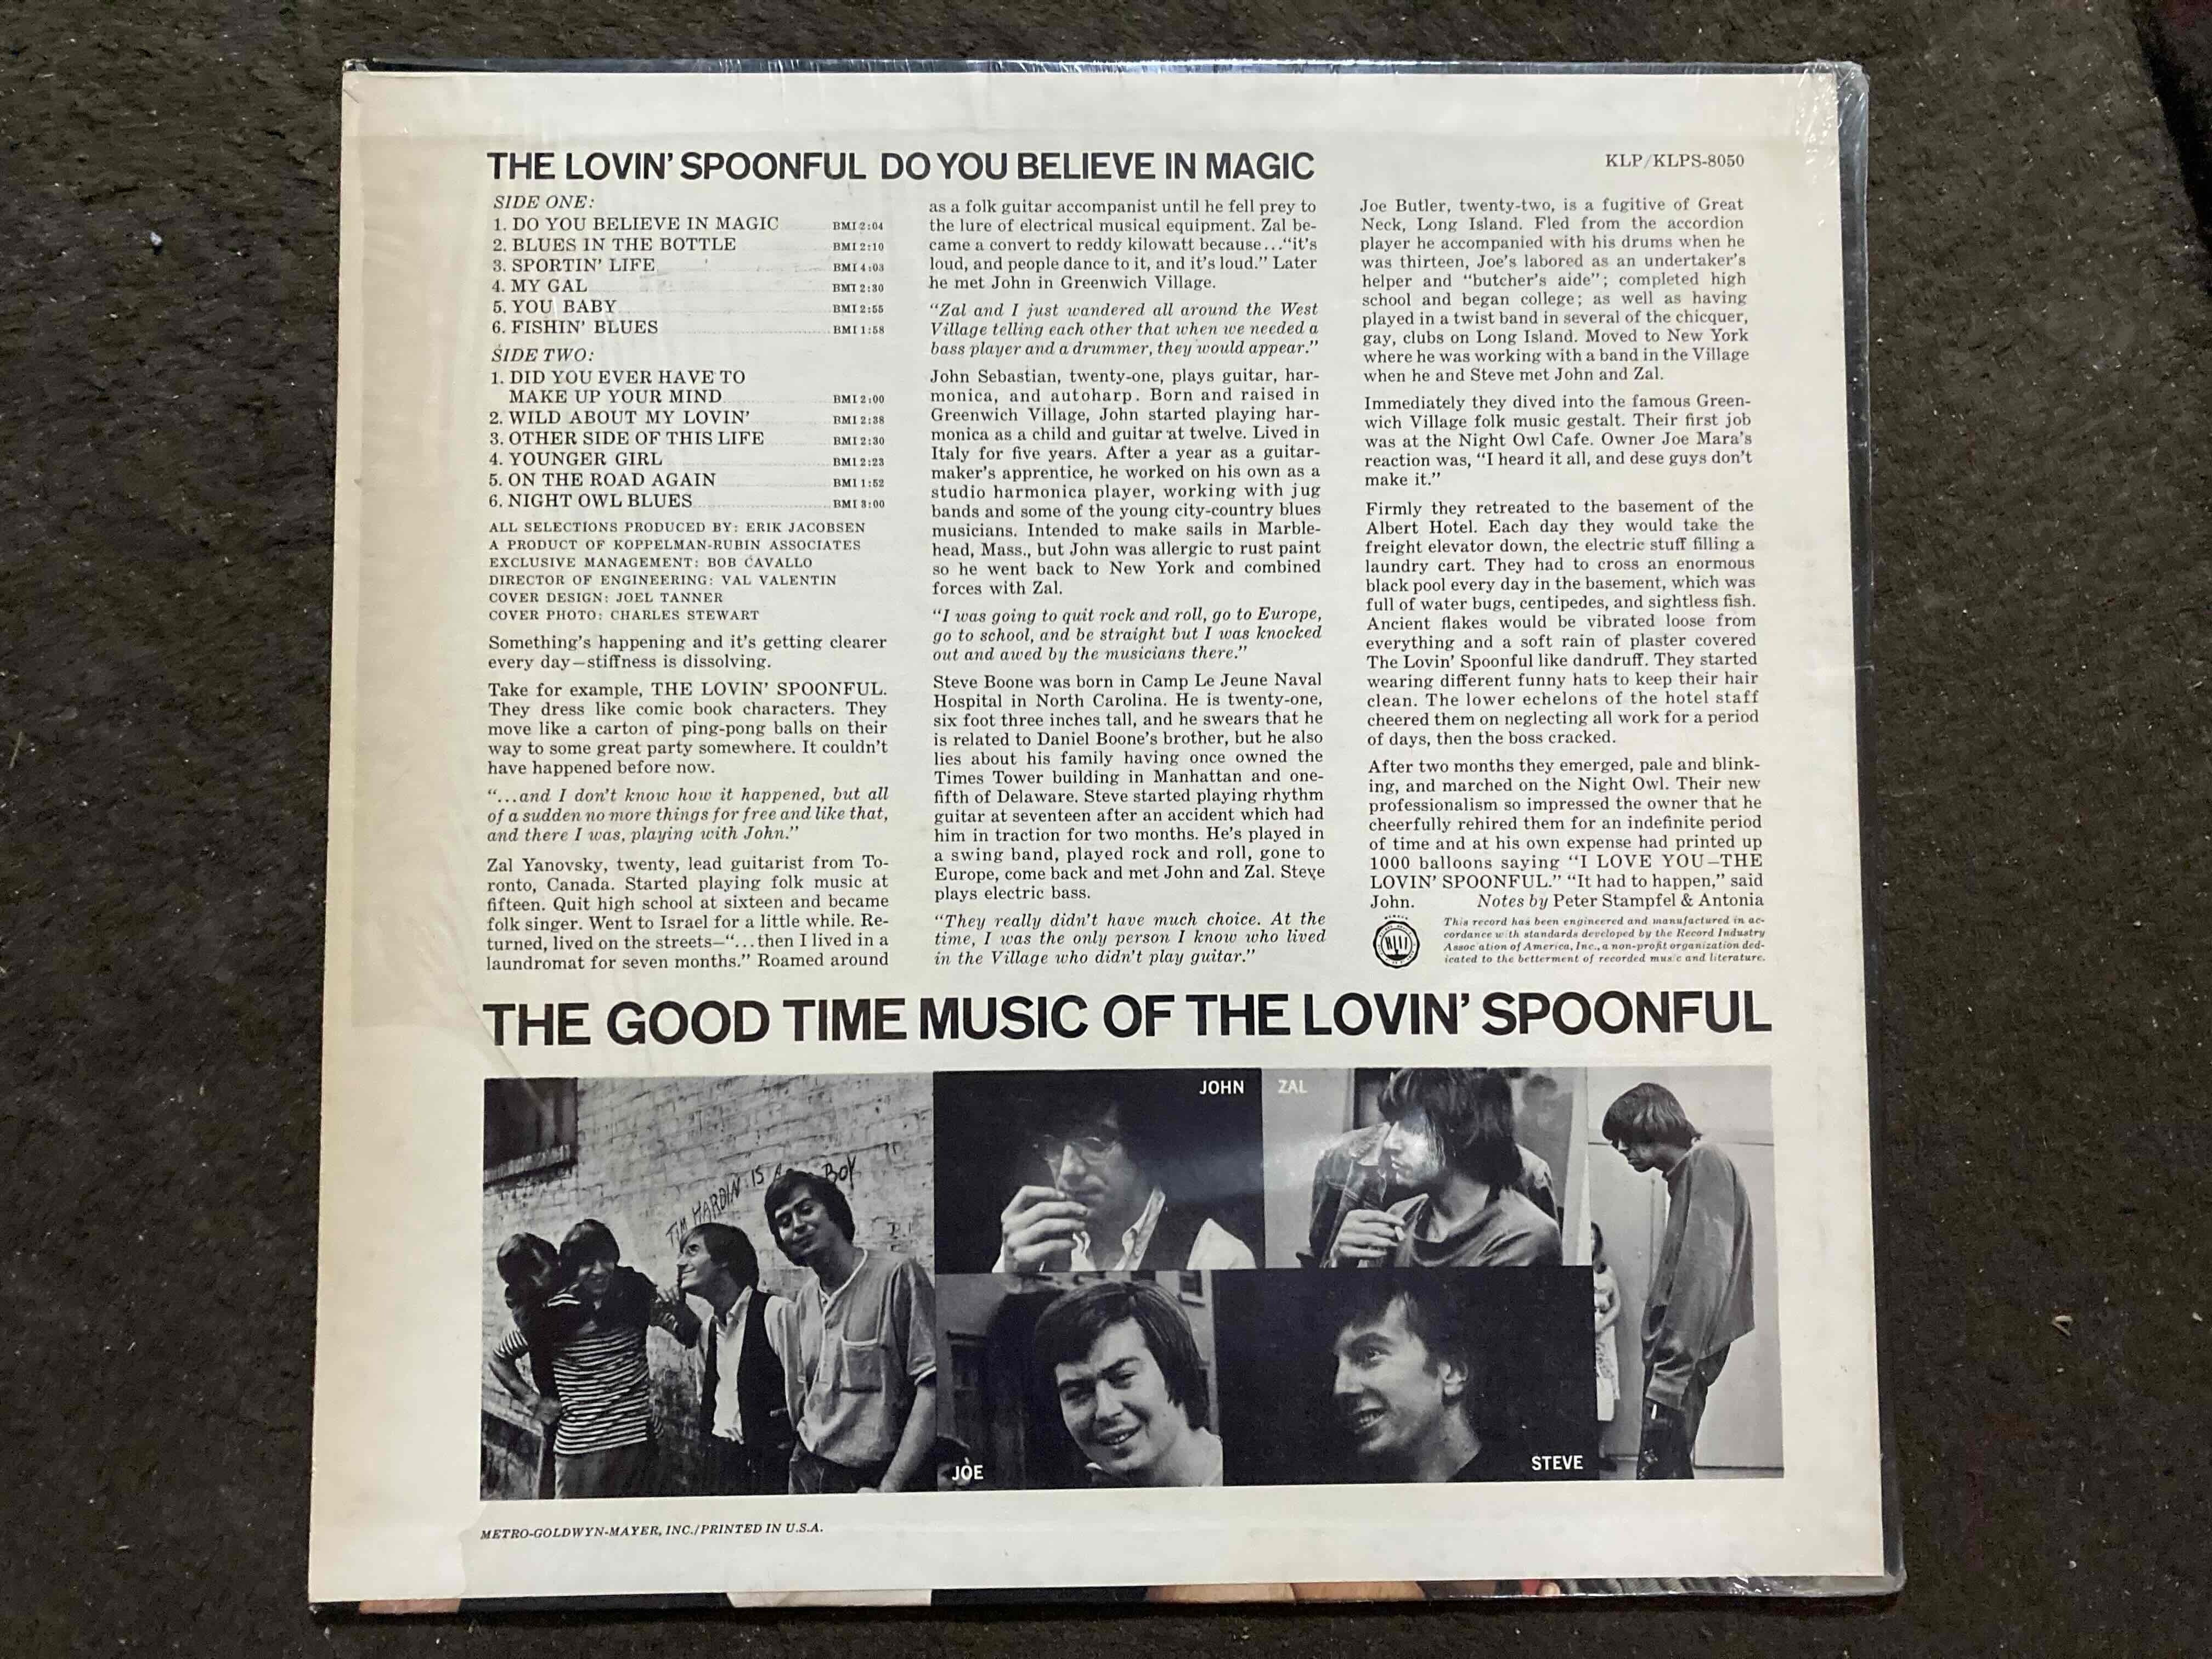 THE LOVIN' SPOONFUL DO YOU BELIEVE IN MAGIC
KLP/KLPS-8050
SIDE ONE:
1. DO YOU BELIEVE IN MAGIC BMI 2:04
2. BLUES IN THE BOTTLE BMI 2:10
3. SPORTIN' LIFE BMI 4:03
4. MY GAL BMI 2:30
5. YOU BABY BMI 2:55
6. FISHIN' BLUES BMI 1:58
SIDE TWO:
1. DID YOU EVER HAVE TO
MAKE UP YOUR MIND BMI 2:00
2. WILD ABOUT MY LOVIN' BMI 2:38
3. OTHER SIDE OF THIS LIFE BMI 2:30
4. YOUNGER GIRL BMI 2:23
5. ON THE ROAD AGAIN BMI 1:52
6. NIGHT OWL BLUES BMI 3:00
ALL SELECTIONS PRODUCED BY: ERIK JACOBSEN
A PRODUCT OF KOPPELMAN-RUBIN ASSOCIATES
EXCLUSIVE MANAGEMENT: BOB CAVALLO
DIRECTOR OF ENGINEERING: VAL VALENTIN
COVER DESIGN: JOEL TANNER
COVER PHOTO: CHARLES STEWART
Something's happening and it's getting clearer
every day—stiffness is dissolving.
Take for example, THE LOVIN' SPOONFUL.
They dress like comic book characters. They
move like a carton of ping-pong balls on their
way to some great party somewhere. It couldn't
have happened before now.
"...and I don't know how it happened, but all
of a sudden no more things for free and like that,
and there I was, playing with John."
Zal Yanovsky, twenty, lead guitarist from To-
ronto, Canada. Started playing folk music at
fifteen. Quit high school at sixteen and became
folk singer. Went to Israel for a little while. Re-
turned, lived on the streets—"...then I lived in a
laundromat for seven months." Roamed around
as a folk guitar accompanist until he fell prey to
the lure of electrical musical equipment. Zal be-
came a convert to reddy kilowatt because..."it's
loud, and people dance to it, and it's loud." Later
he met John in Greenwich Village.
"Zal and I just wandered all around the West
Village telling each other that when we needed a
bass player and a drummer, they would appear."
John Sebastian, twenty-one, plays guitar, har-
monica, and autoharp. Born and raised in
Greenwich Village, John started playing har-
monica as a child and guitar at twelve. Lived in
Italy for five years. After a year as a guitar-
maker's apprentice, he worked on his own as a
studio harmonica player, working with jug
bands and some of the young city-country blues
musicians. Intended to make sails in Marble-
head, Mass., but John was allergic to rust paint
so he went back to New York and combined
forces with Zal.
"I was going to quit rock and roll, go to Europe,
go to school, and be straight but I was knocked
out and awed by the musicians there."
Steve Boone was born in Camp Le Jeune Naval
Hospital in North Carolina. He is twenty-one,
six foot three inches tall, and he swears that he
is related to Daniel Boone's brother, but he also
lies about his family having once owned the
Times Tower building in Manhattan and one-
fifth of Delaware. Steve started playing rhythm
guitar at seventeen after an accident which had
him in traction for two months. He's played in
a swing band, played rock and roll, gone to
Europe, come back and met John and Zal. Steve
plays electric bass.
"They really didn't have much choice. At the
time, I was the only person I know who lived
in the Village who didn't play guitar."
Joe Butler, twenty-two, is a fugitive of Great
Neck, Long Island. Fled from the accordion
player he accompanied with his drums when he
was thirteen, Joe's labored as an undertaker's
helper and "butcher's aide"; completed high
school and began college; as well as having
played in a twist band in several of the chicquer,
gay, clubs on Long Island. Moved to New York
where he was working with a band in the Village
when he and Steve met John and Zal.
Immediately they dived into the famous Green-
wich Village folk music gestalt. Their first job
was at the Night Owl Cafe. Owner Joe Mara's
reaction was, "I heard it all, and dese guys don't
make it."
Firmly they retreated to the basement of the
Albert Hotel. Each day they would take the
freight elevator down, the electric stuff filling a
laundry cart. They had to cross an enormous
black pool every day in the basement, which was
full of water bugs, centipedes, and sightless fish.
Ancient flakes would be vibrated loose from
everything and a soft rain of plaster covered
The Lovin' Spoonful like dandruff. They started
wearing different funny hats to keep their hair
clean. The lower echelons of the hotel staff
cheered them on neglecting all work for a period
of days, then the boss cracked.
After two months they emerged, pale and blink-
ing, and marched on the Night Owl. Their new
professionalism so impressed the owner that he
cheerfully rehired them for an indefinite period
of time and at his own expense had printed up
1000 balloons saying "I LOVE YOU—THE
LOVIN' SPOONFUL." "It had to happen," said
John. Notes by Peter Stampfel & Antonia
This record has been engineered and manufactured in ac-
cordance with standards developed by the Record Industry
Association of America, Inc., a non-profit organization ded-
icated to the betterment of recorded music and literature.
THE GOOD TIME MUSIC OF THE LOVIN' SPOONFUL
TIM HARDIN IS A BOY
JOHN
ZAL
JOE
STEVE
METRO-GOLDWYN-MAYER, INC./PRINTED IN U.S.A.